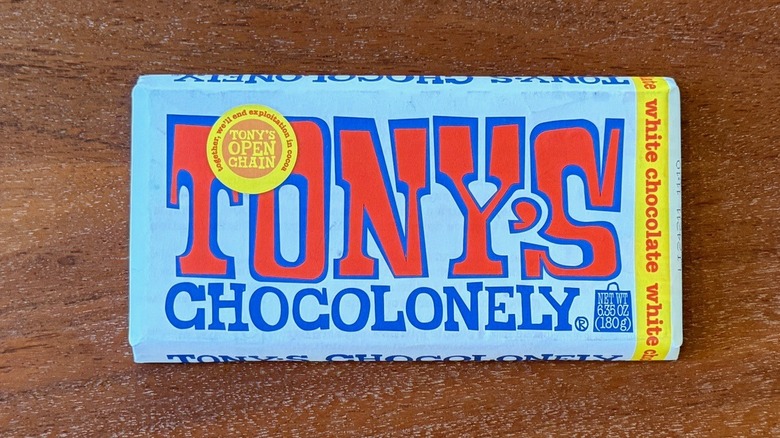 TONY'S CHOCOLONELY
together, we'll end exploitation in cocoa
TONY'S
OPEN
CHAIN
TONY'S
CHOCOLONELY®
NET WT
6.35 OZ
(180g)
white chocolate white
TONY'S CHOCOLONELY